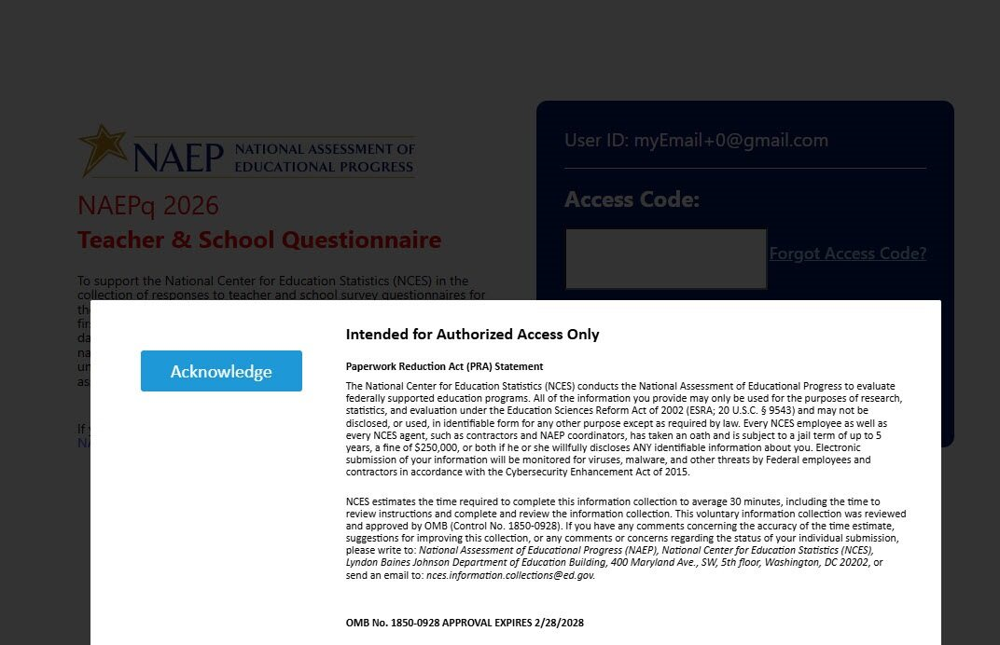 NAEP NATIONAL ASSESSMENT OF
EDUCATIONAL PROGRESS
NAEPq 2026
Teacher & School Questionnaire
To support the National Center for Education Statistics (NCES) in the
collection of responses to teacher and school survey questionnaires for
User ID: myEmail+0@gmail.com
Access Code:
Forgot Access Code?
Acknowledge
Intended for Authorized Access Only
Paperwork Reduction Act (PRA) Statement
The National Center for Education Statistics (NCES) conducts the National Assessment of Educational Progress to evaluate
federally supported education programs. All of the information you provide may only be used for the purposes of research,
statistics, and evaluation under the Education Sciences Reform Act of 2002 (ESRA; 20 U.S.C. § 9543) and may not be
disclosed, or used, in identifiable form for any other purpose except as required by law. Every NCES employee as well as
every NCES agent, such as contractors and NAEP coordinators, has taken an oath and is subject to a jail term of up to 5
years, a fine of $250,000, or both if he or she willfully discloses ANY identifiable information about you. Electronic
submission of your information will be monitored for viruses, malware, and other threats by Federal employees and
contractors in accordance with the Cybersecurity Enhancement Act of 2015.
NCES estimates the time required to complete this information collection to average 30 minutes, including the time to
review instructions and complete and review the information collection. This voluntary information collection was reviewed
and approved by OMB (Control No. 1850-0928). If you have any comments concerning the accuracy of the time estimate,
suggestions for improving this collection, or any comments or concerns regarding the status of your individual submission,
please write to: National Assessment of Educational Progress (NAEP), National Center for Education Statistics (NCES),
Lyndon Baines Johnson Department of Education Building, 400 Maryland Ave., SW, 5th floor, Washington, DC 20202, or
send an email to: nces.information.collections@ed.gov.
OMB No. 1850-0928 APPROVAL EXPIRES 2/28/2028